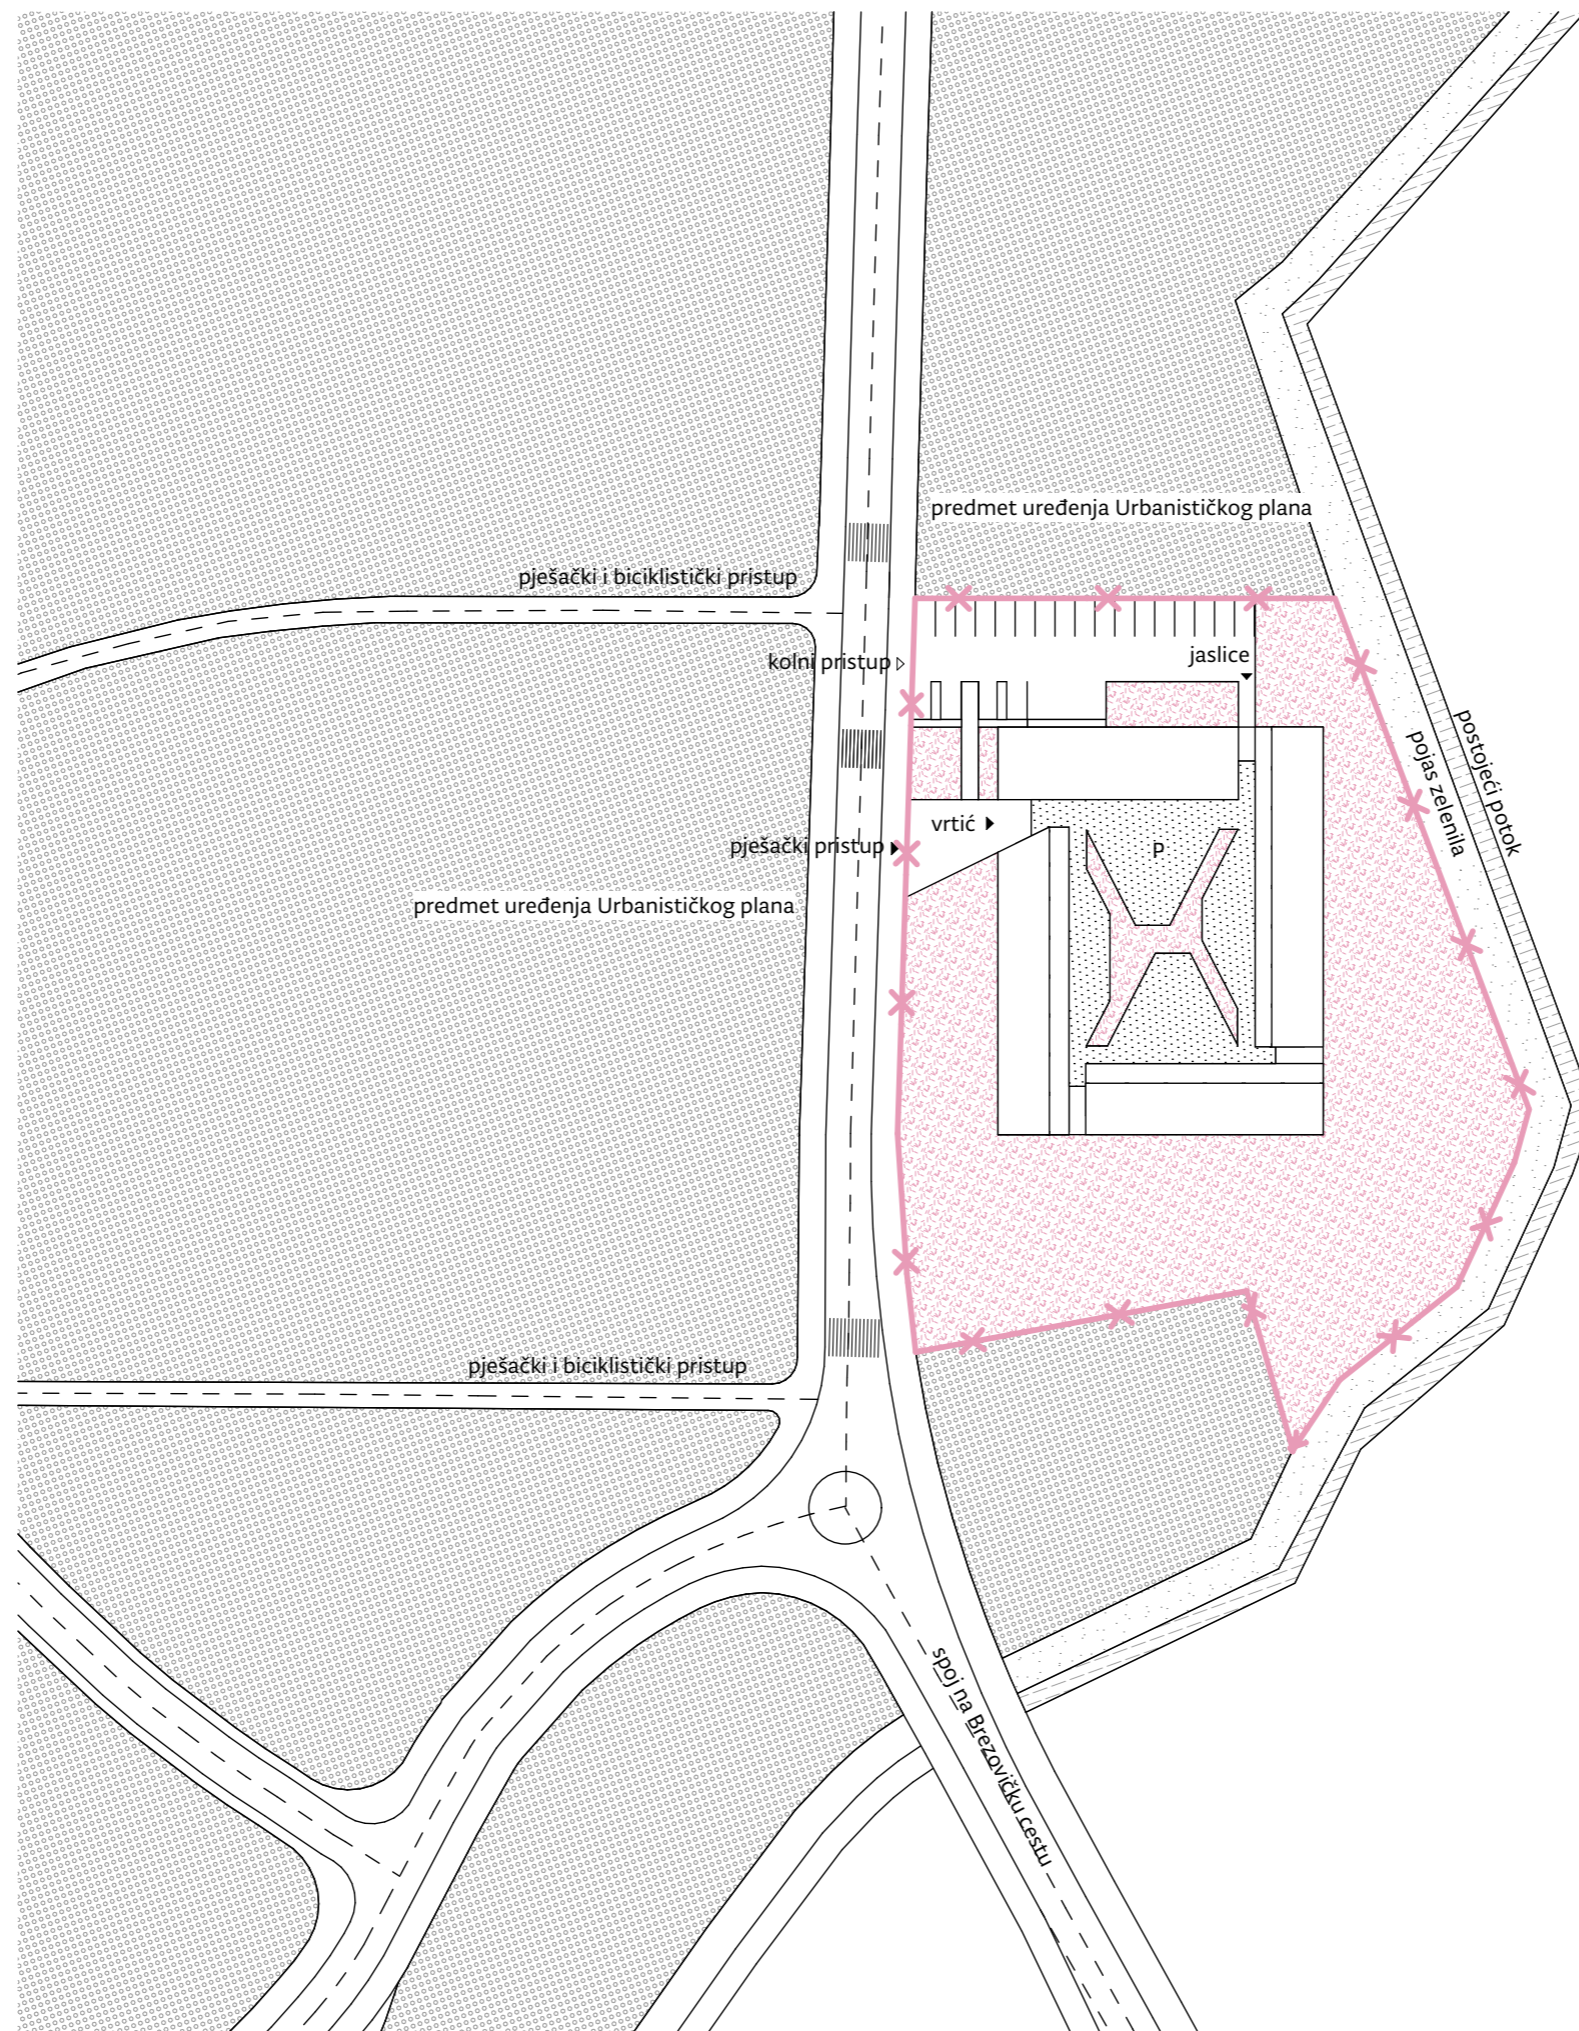 predmet uređenja Urbanističkog plana
pješački i biciklistički pristup
kolni pristup
jaslice
postojeći potok
pojas zelenila
vrtić
pješački pristup
P
predmet uređenja Urbanističkog plana
pješački i biciklistički pristup
spoj na Brezovičku cestu